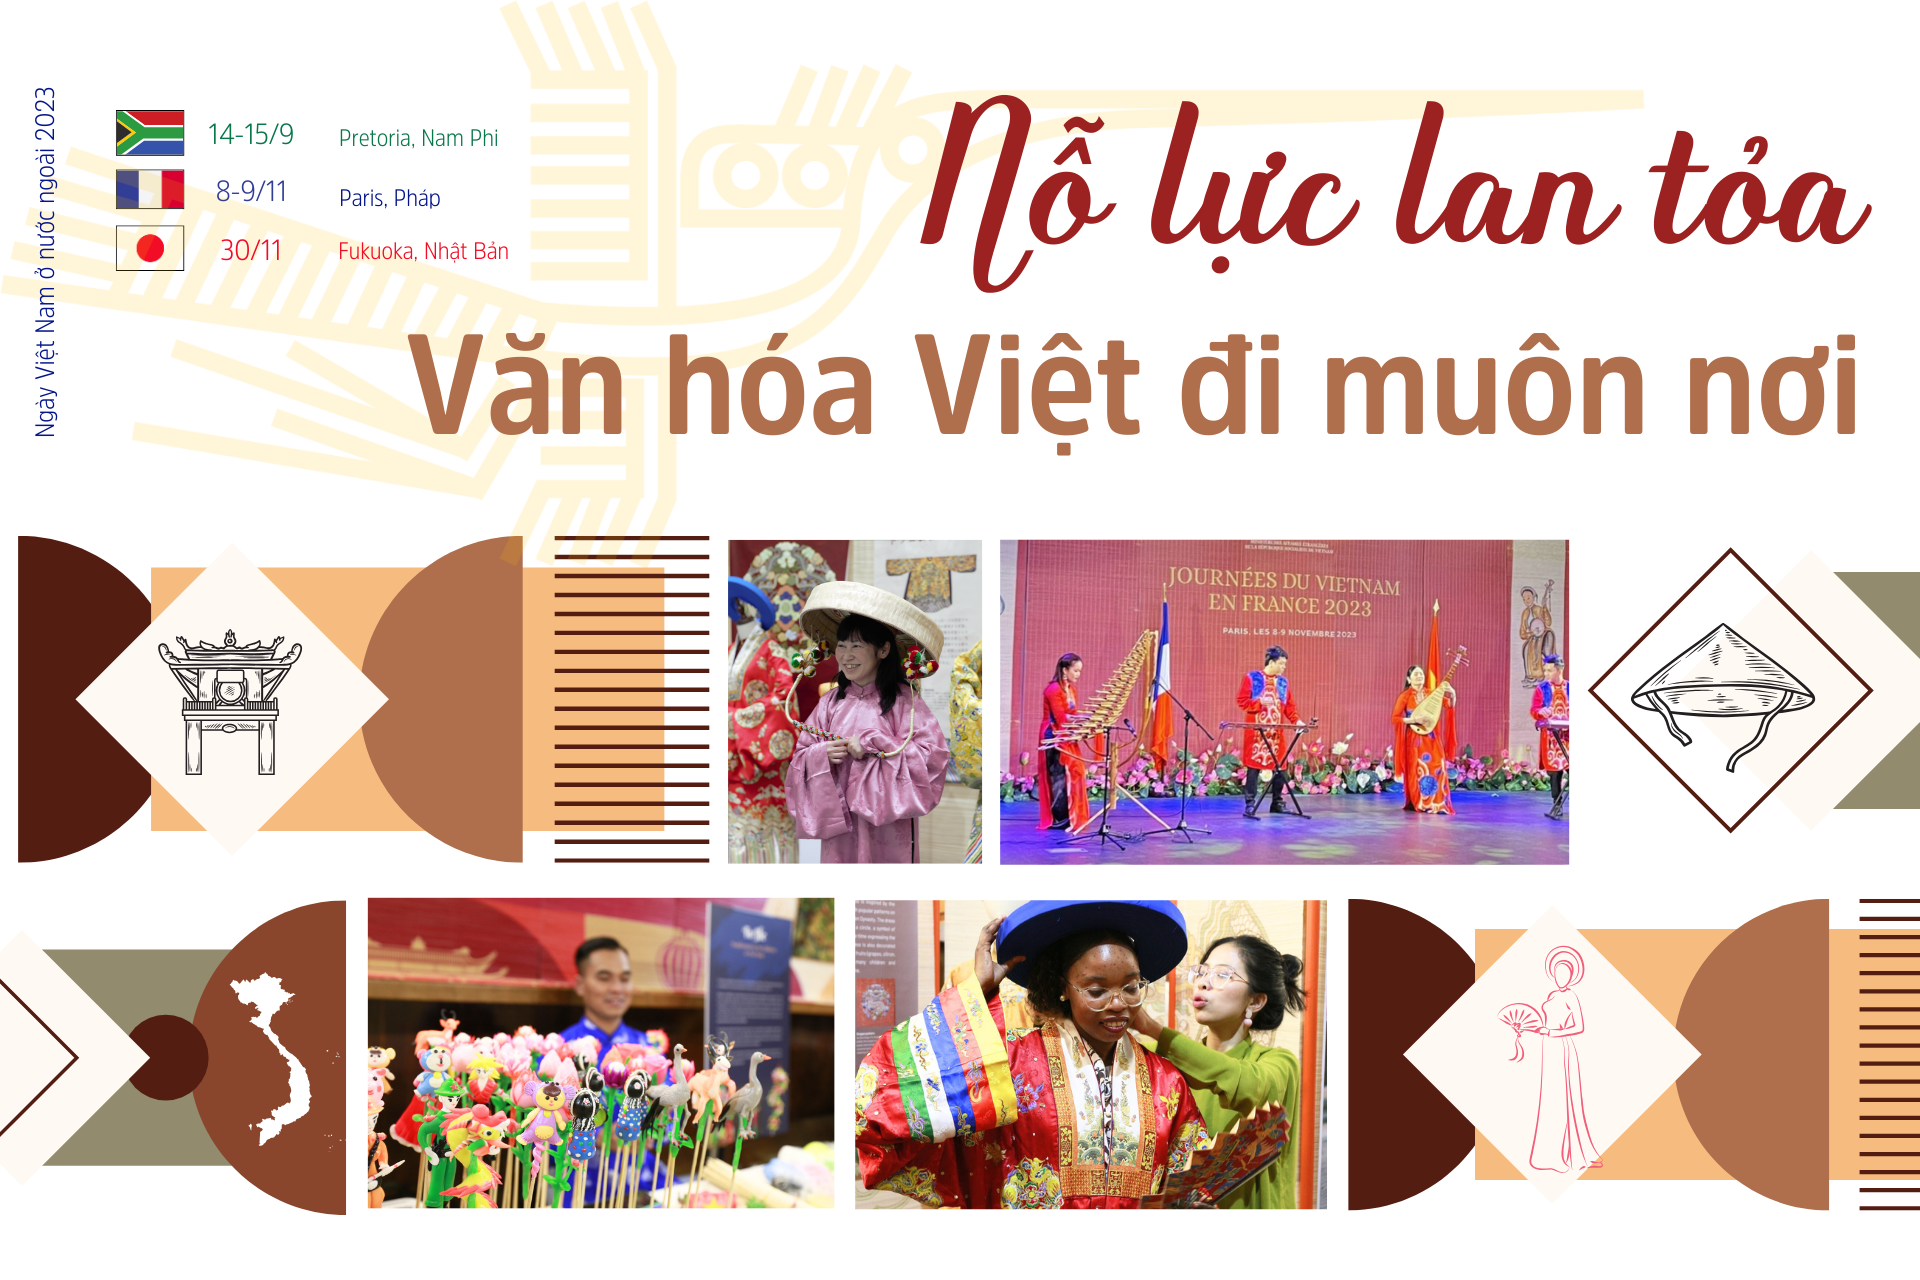 Ngày Việt Nam ở nước ngoài 2023
14-15/9 Pretoria, Nam Phi
8-9/11 Paris, Pháp
30/11 Fukuoka, Nhật Bản
Nỗ lực lan tỏa
Văn hóa Việt đi muôn nơi
JOURNÉES DU VIETNAM
EN FRANCE 2023
PARIS, LES 8-9 NOVEMBRE 2023